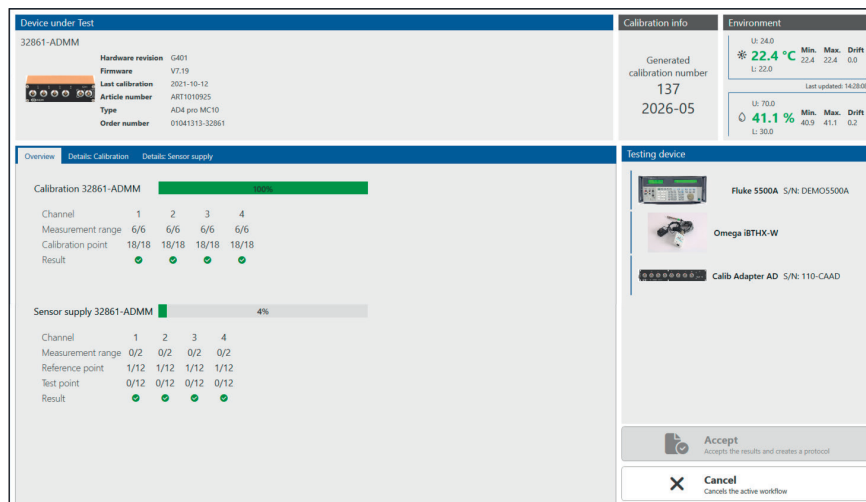 Device under Test
32861-ADMM
Hardware revision G401
Firmware V7.19
Last calibration 2021-10-12
Article number ART1010925
Type AD4 pro MC10
Order number 01041313-32861
Calibration info
Generated
calibration number
137
2026-05
Environment
U: 24.0
22.4 °C
L: 22.0
Min. Max. Drift
22.4 22.4 0.0
Last updated: 14:28:08
U: 70.0
41.1 %
L: 30.0
Min. Max. Drift
40.9 41.1 0.2
Overview Details: Calibration Details: Sensor supply
Calibration 32861-ADMM 100%
Channel 1 2 3 4
Measurement range 6/6 6/6 6/6 6/6
Calibration point 18/18 18/18 18/18 18/18
Result
Sensor supply 32861-ADMM 4%
Channel 1 2 3 4
Measurement range 0/2 0/2 0/2 0/2
Reference point 1/12 1/12 1/12 1/12
Test point 0/12 0/12 0/12 0/12
Result
Testing device
Fluke 5500A S/N: DEMO5500A
Omega iBTHX-W
Calib Adapter AD S/N: 110-CAAD
Accept
Accepts the results and creates a protocol
Cancel
Cancels the active workflow